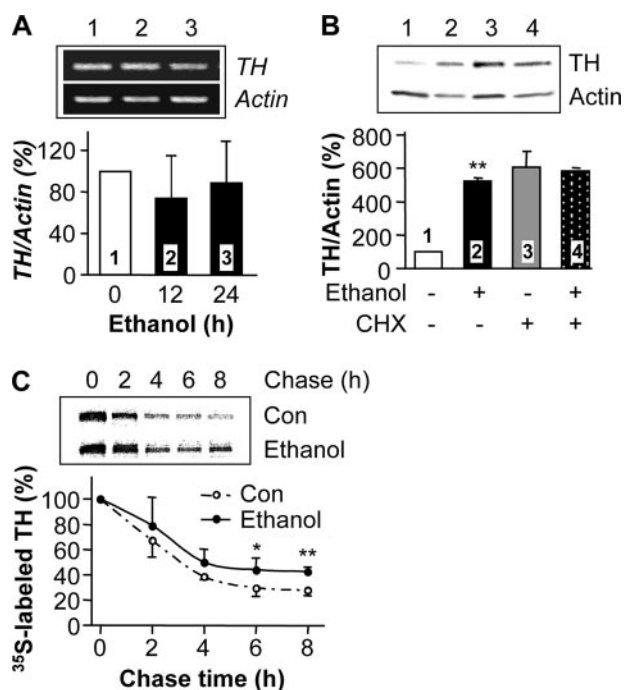 A
1 2 3
TH
Actin
TH/Actin (%)
120
80
40
0
1 2 3
0 12 24
Ethanol (h)
B
1 2 3 4
TH
Actin
TH/Actin (%)
800
600
400
200
0
**
1 2 3 4
Ethanol - + - +
CHX - - + +
C
0 2 4 6 8 Chase (h)
Con
Ethanol
³⁵S-labeled TH (%)
100
80
60
40
20
0
Con
Ethanol
* **
0 2 4 6 8
Chase time (h)